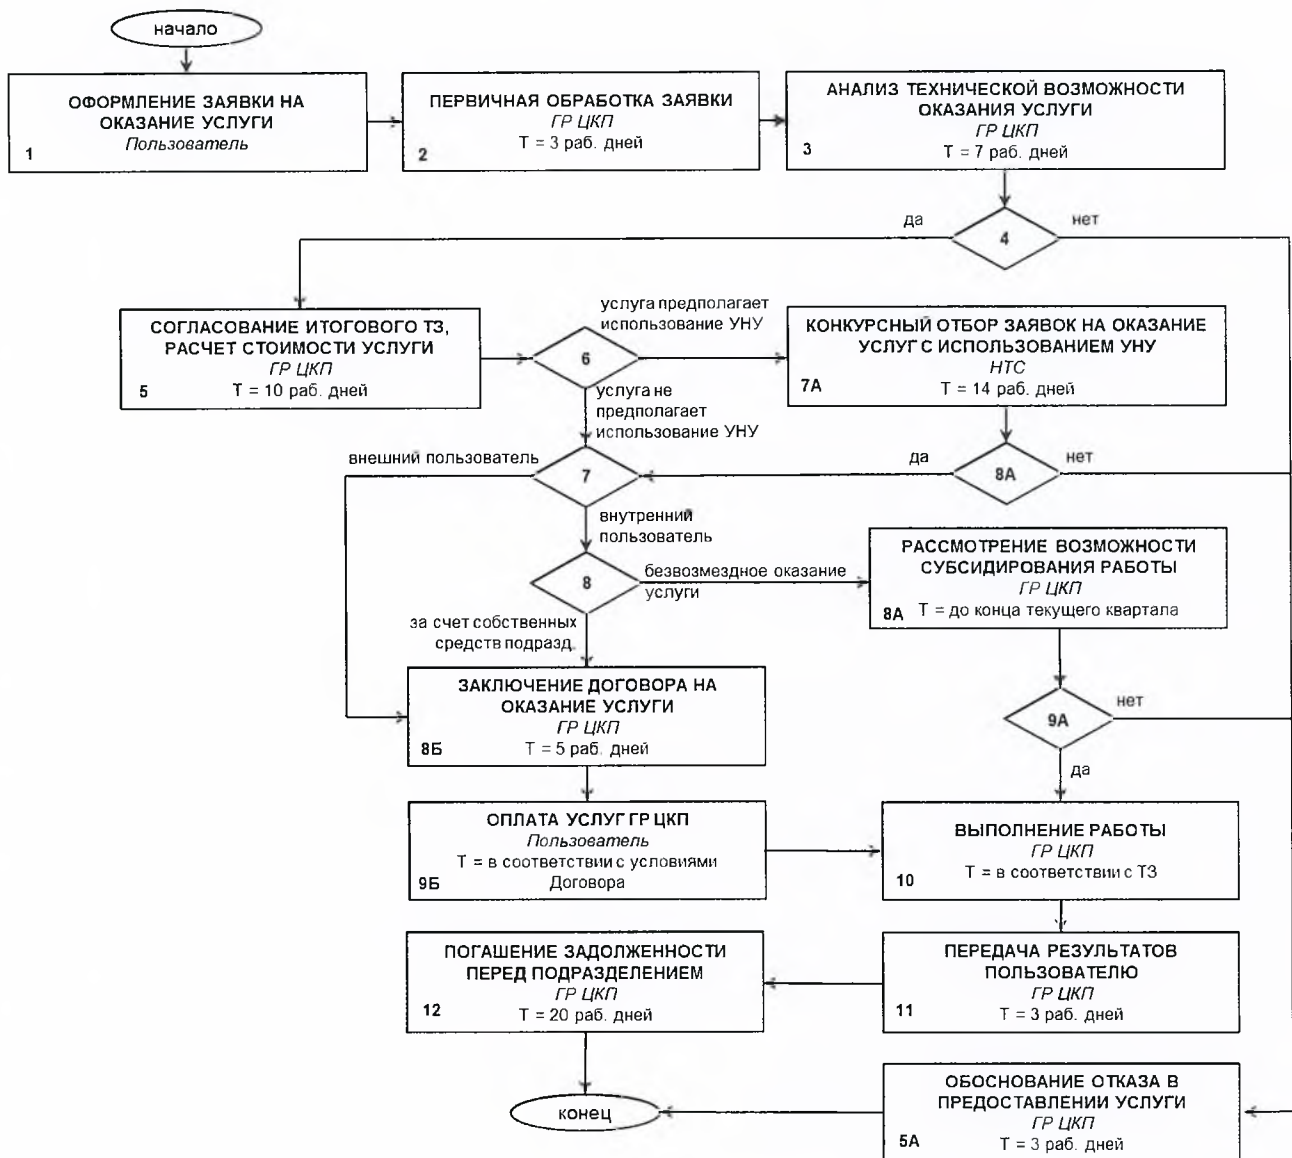 начало
ОФОРМЛЕНИЕ ЗАЯВКИ НА
ОКАЗАНИЕ УСЛУГИ
Пользователь
1
ПЕРВИЧНАЯ ОБРАБОТКА ЗАЯВКИ
ГР ЦКП
Т = 3 раб. дней
2
АНАЛИЗ ТЕХНИЧЕСКОЙ ВОЗМОЖНОСТИ
ОКАЗАНИЯ УСЛУГИ
ГР ЦКП
Т = 7 раб. дней
3
да
4
нет
СОГЛАСОВАНИЕ ИТОГОВОГО ТЗ,
РАСЧЕТ СТОИМОСТИ УСЛУГИ
ГР ЦКП
Т = 10 раб. дней
5
6
услуга предполагает
использование УНУ
КОНКУРСНЫЙ ОТБОР ЗАЯВОК НА ОКАЗАНИЕ
УСЛУГ С ИСПОЛЬЗОВАНИЕМ УНУ
НТС
Т = 14 раб. дней
7А
услуга не
предполагает
использование УНУ
внешний пользователь
7
да
8А
нет
внутренний
пользователь
8
безвозмездное оказание
услуги
РАССМОТРЕНИЕ ВОЗМОЖНОСТИ
СУБСИДИРОВАНИЯ РАБОТЫ
ГР ЦКП
Т = до конца текущего квартала
8А
за счет собственных
средств подразд.
ЗАКЛЮЧЕНИЕ ДОГОВОРА НА
ОКАЗАНИЕ УСЛУГИ
ГР ЦКП
Т = 5 раб. дней
8Б
9А
нет
да
ОПЛАТА УСЛУГ ГР ЦКП
Пользователь
Т = в соответствии с условиями
Договора
9Б
ВЫПОЛНЕНИЕ РАБОТЫ
ГР ЦКП
Т = в соответствии с ТЗ
10
ПОГАШЕНИЕ ЗАДОЛЖЕННОСТИ
ПЕРЕД ПОДРАЗДЕЛЕНИЕМ
ГР ЦКП
Т = 20 раб. дней
12
ПЕРЕДАЧА РЕЗУЛЬТАТОВ
ПОЛЬЗОВАТЕЛЮ
ГР ЦКП
Т = 3 раб. дней
11
конец
ОБОСНОВАНИЕ ОТКАЗА В
ПРЕДОСТАВЛЕНИИ УСЛУГИ
ГР ЦКП
Т = 3 раб. дней
5А